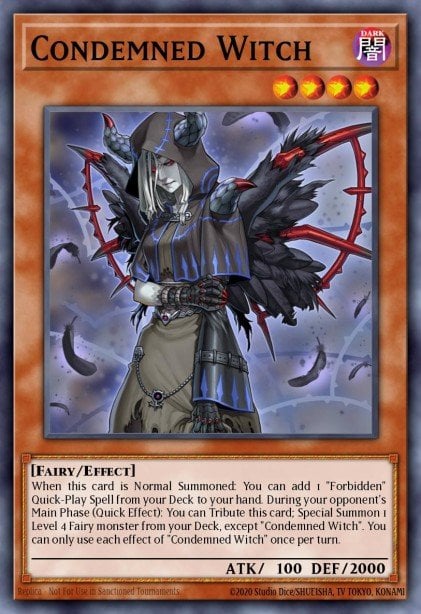 CONDEMNED WITCH
DARK
闇
[FAIRY/EFFECT]
When this card is Normal Summoned: You can add 1 "Forbidden"
Quick-Play Spell from your Deck to your hand. During your opponent's
Main Phase (Quick Effect): You can Tribute this card; Special Summon 1
Level 4 Fairy monster from your Deck, except "Condemned Witch". You
can only use each effect of "Condemned Witch" once per turn.
ATK/ 100 DEF/2000
Replica - Not For Use in Sanctioned Tournaments
©2020 Studio Dice/SHUEISHA, TV TOKYO, KONAMI